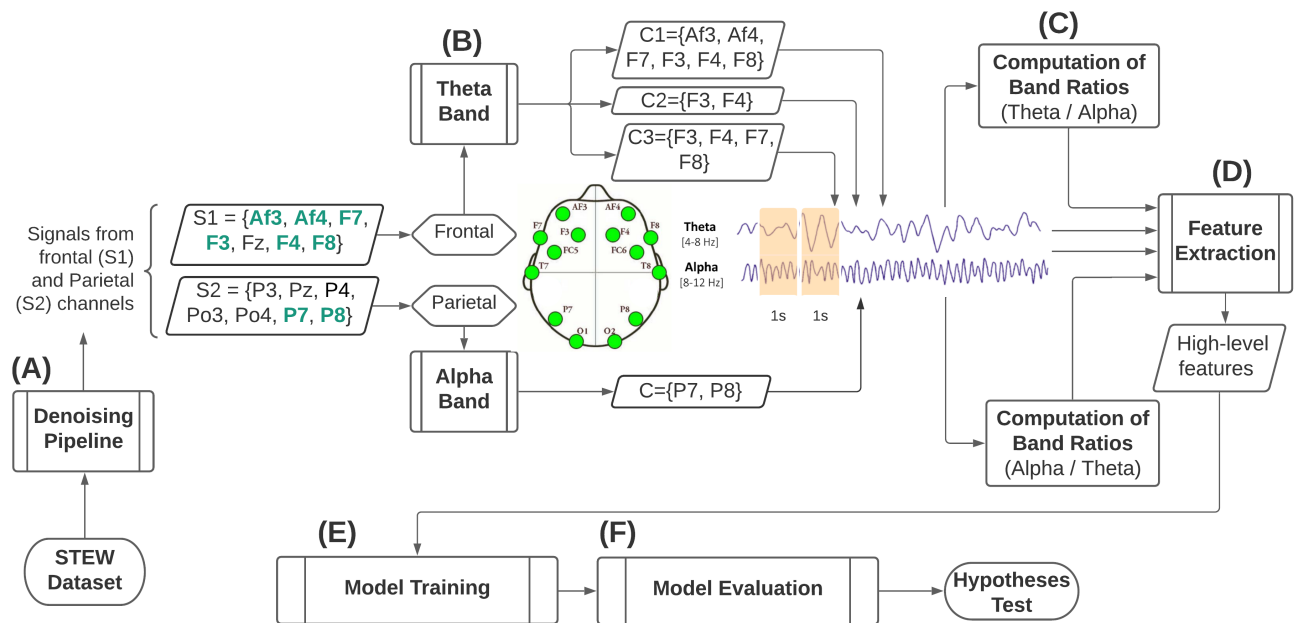 (A)
Denoising
Pipeline
STEW
Dataset
Signals from
frontal (S1)
and Parietal
(S2) channels
S1 = {Af3, Af4, F7,
F3, Fz, F4, F8}
S2 = {P3, Pz, P4,
Po3, Po4, P7, P8}
Frontal
Parietal
(B)
Theta
Band
Alpha
Band
C1={Af3, Af4,
F7, F3, F4, F8}
C2={F3, F4}
C3={F3, F4, F7,
F8}
C={P7, P8}
AF3 AF4
F7 F3 F4 F8
FC5 FC6
T7 T8
P7 P8
O1 O2
Theta
[4-8 Hz]
Alpha
[8-12 Hz]
1s 1s
(C)
Computation of
Band Ratios
(Theta / Alpha)
Computation of
Band Ratios
(Alpha / Theta)
(D)
Feature
Extraction
High-level
features
(E)
Model Training
(F)
Model Evaluation
Hypotheses
Test